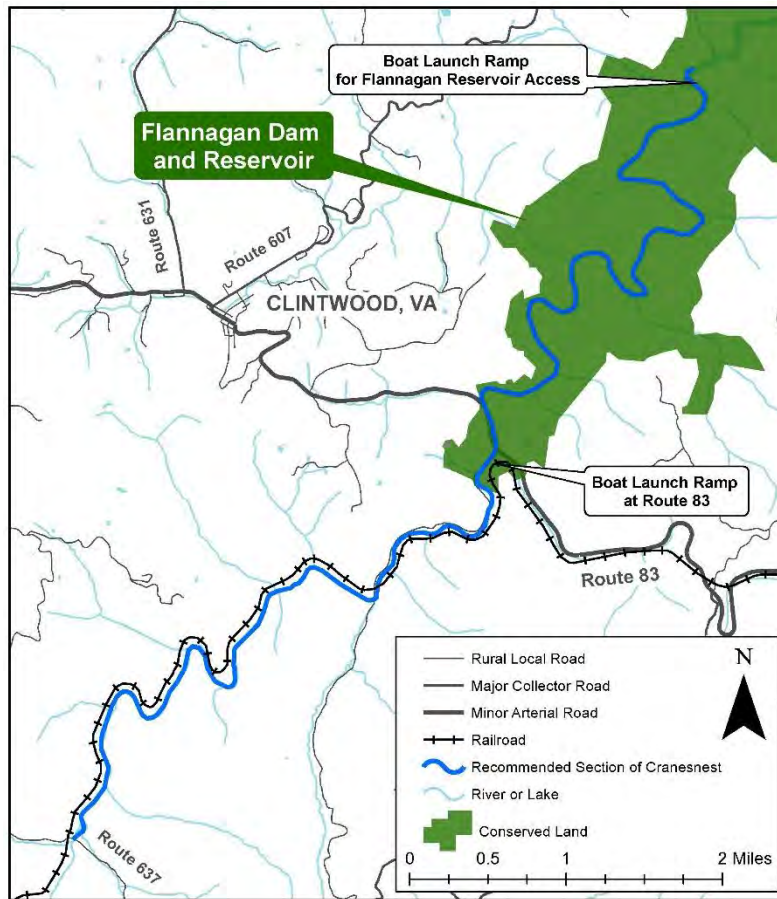 Boat Launch Ramp
for Flannagan Reservoir Access
Flannagan Dam
and Reservoir
Route 631
Route 607
CLINTWOOD, VA
Boat Launch Ramp
at Route 83
Route 83
Route 637
Rural Local Road
Major Collector Road
Minor Arterial Road
Railroad
Recommended Section of Cranesnest
River or Lake
Conserved Land
N
0 0.5 1 2 Miles